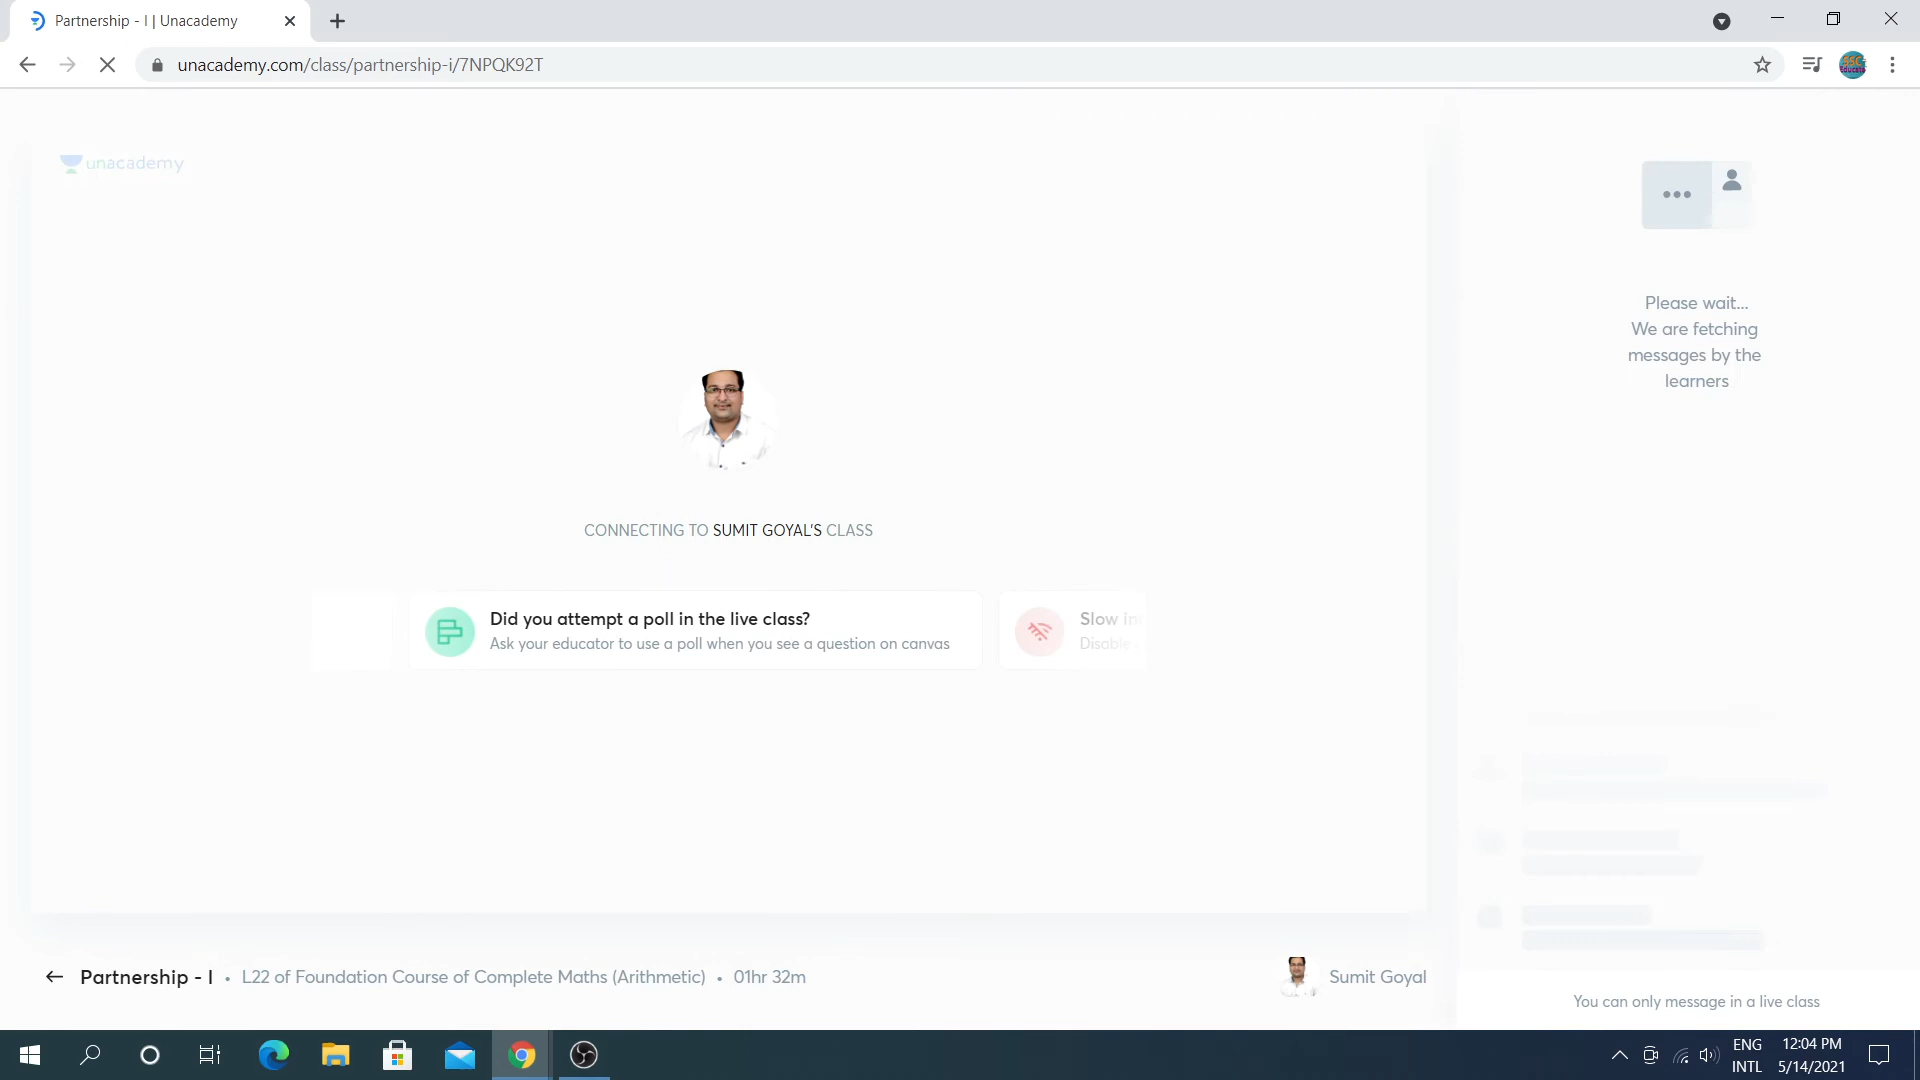 Partnership - I | Unacademy
unacademy.com/class/partnership-i/7NPQK92T
unacademy
Please wait...
We are fetching
messages by the
learners
CONNECTING TO SUMIT GOYAL'S CLASS
Did you attempt a poll in the live class?
Ask your educator to use a poll when you see a question on canvas
Slow in
Disable
Partnership - I • L22 of Foundation Course of Complete Maths (Arithmetic) • 01hr 32m
Sumit Goyal
You can only message in a live class
ENG
INTL
12:04 PM
5/14/2021